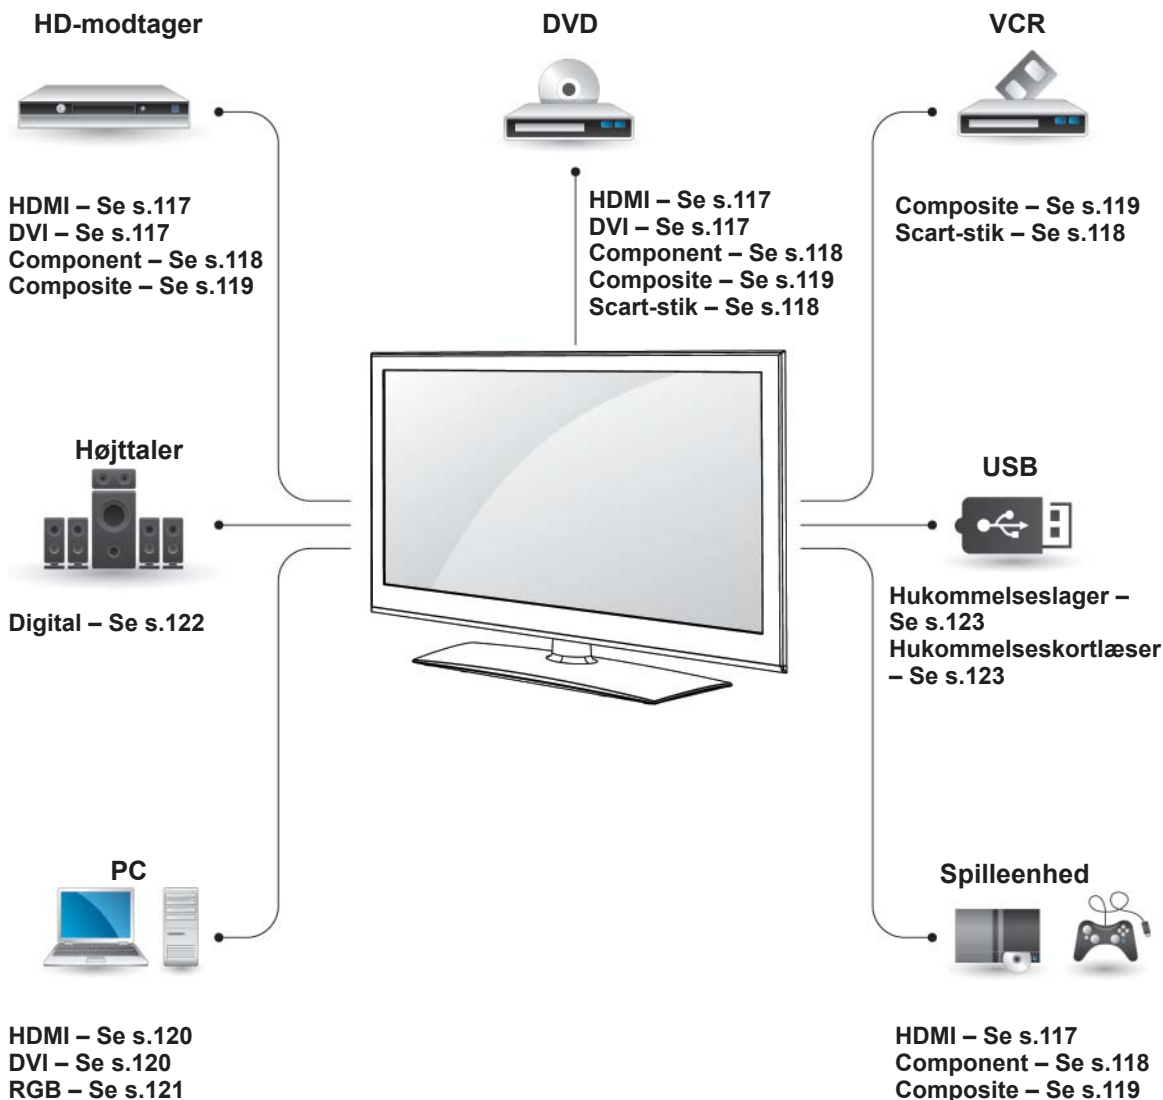 HD-modtager
HDMI – Se s.117
DVI – Se s.117
Component – Se s.118
Composite – Se s.119
DVD
HDMI – Se s.117
DVI – Se s.117
Component – Se s.118
Composite – Se s.119
Scart-stik – Se s.118
VCR
Composite – Se s.119
Scart-stik – Se s.118
Højttaler
Digital – Se s.122
USB
Hukommelseslager –
Se s.123
Hukommelseskortlæser
– Se s.123
PC
HDMI – Se s.120
DVI – Se s.120
RGB – Se s.121
Spilleenhed
HDMI – Se s.117
Component – Se s.118
Composite – Se s.119